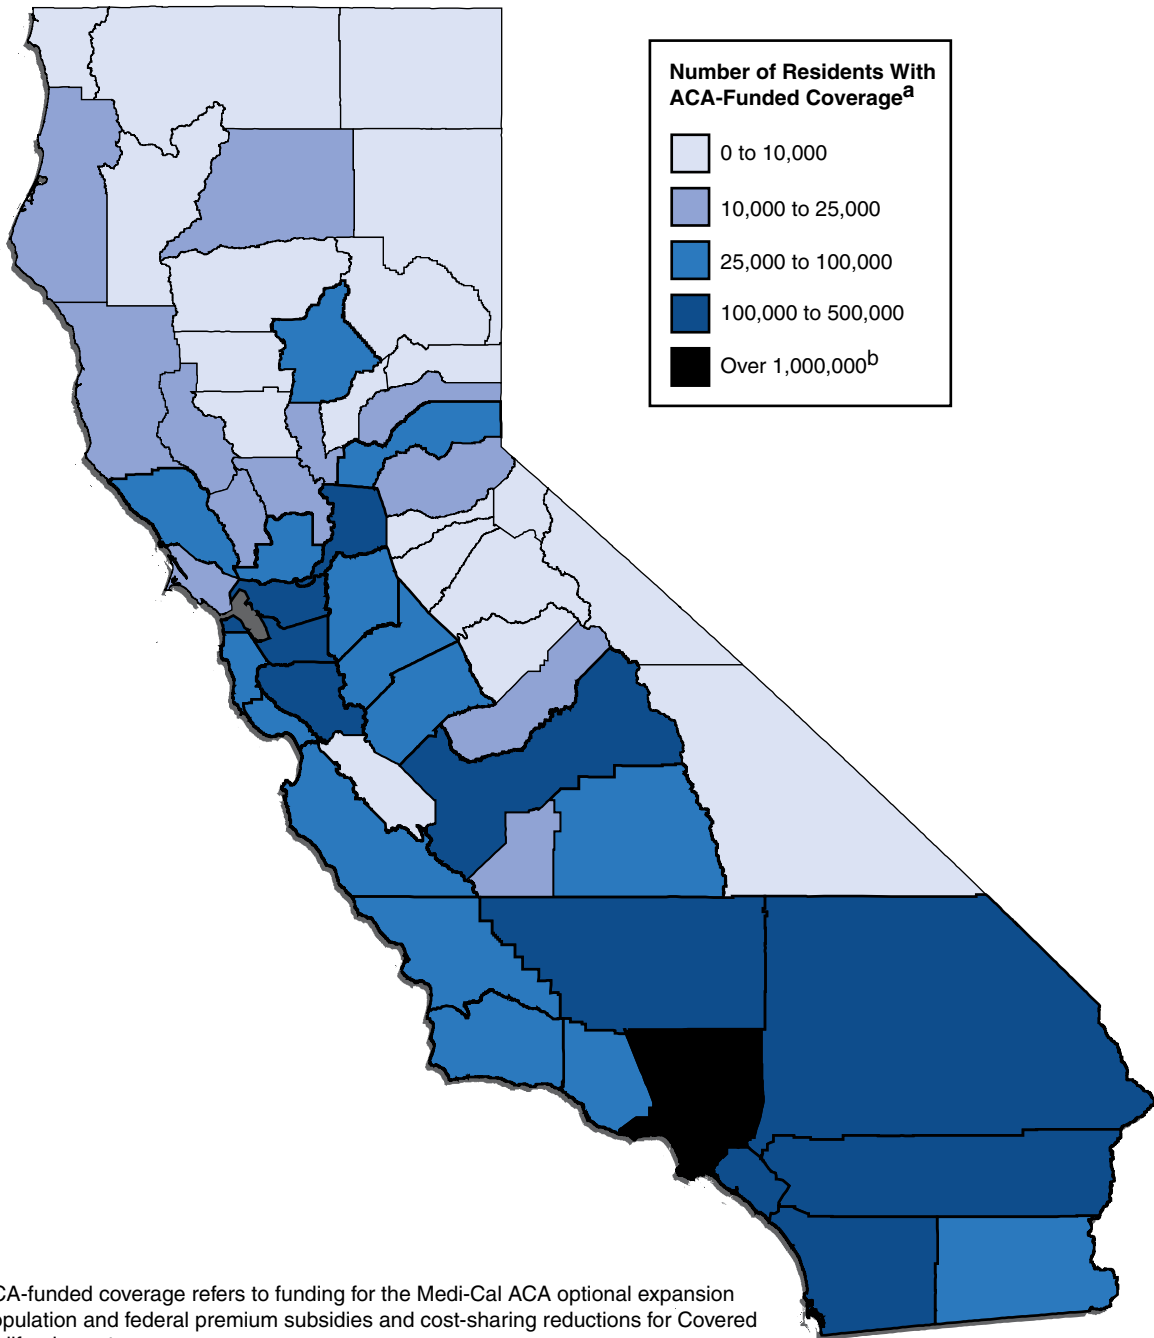 Number of Residents With
ACA-Funded Coverageᵃ
0 to 10,000
10,000 to 25,000
25,000 to 100,000
100,000 to 500,000
Over 1,000,000ᵇ
CA-funded coverage refers to funding for the Medi-Cal ACA optional expansion
opulation and federal premium subsidies and cost-sharing reductions for Covered